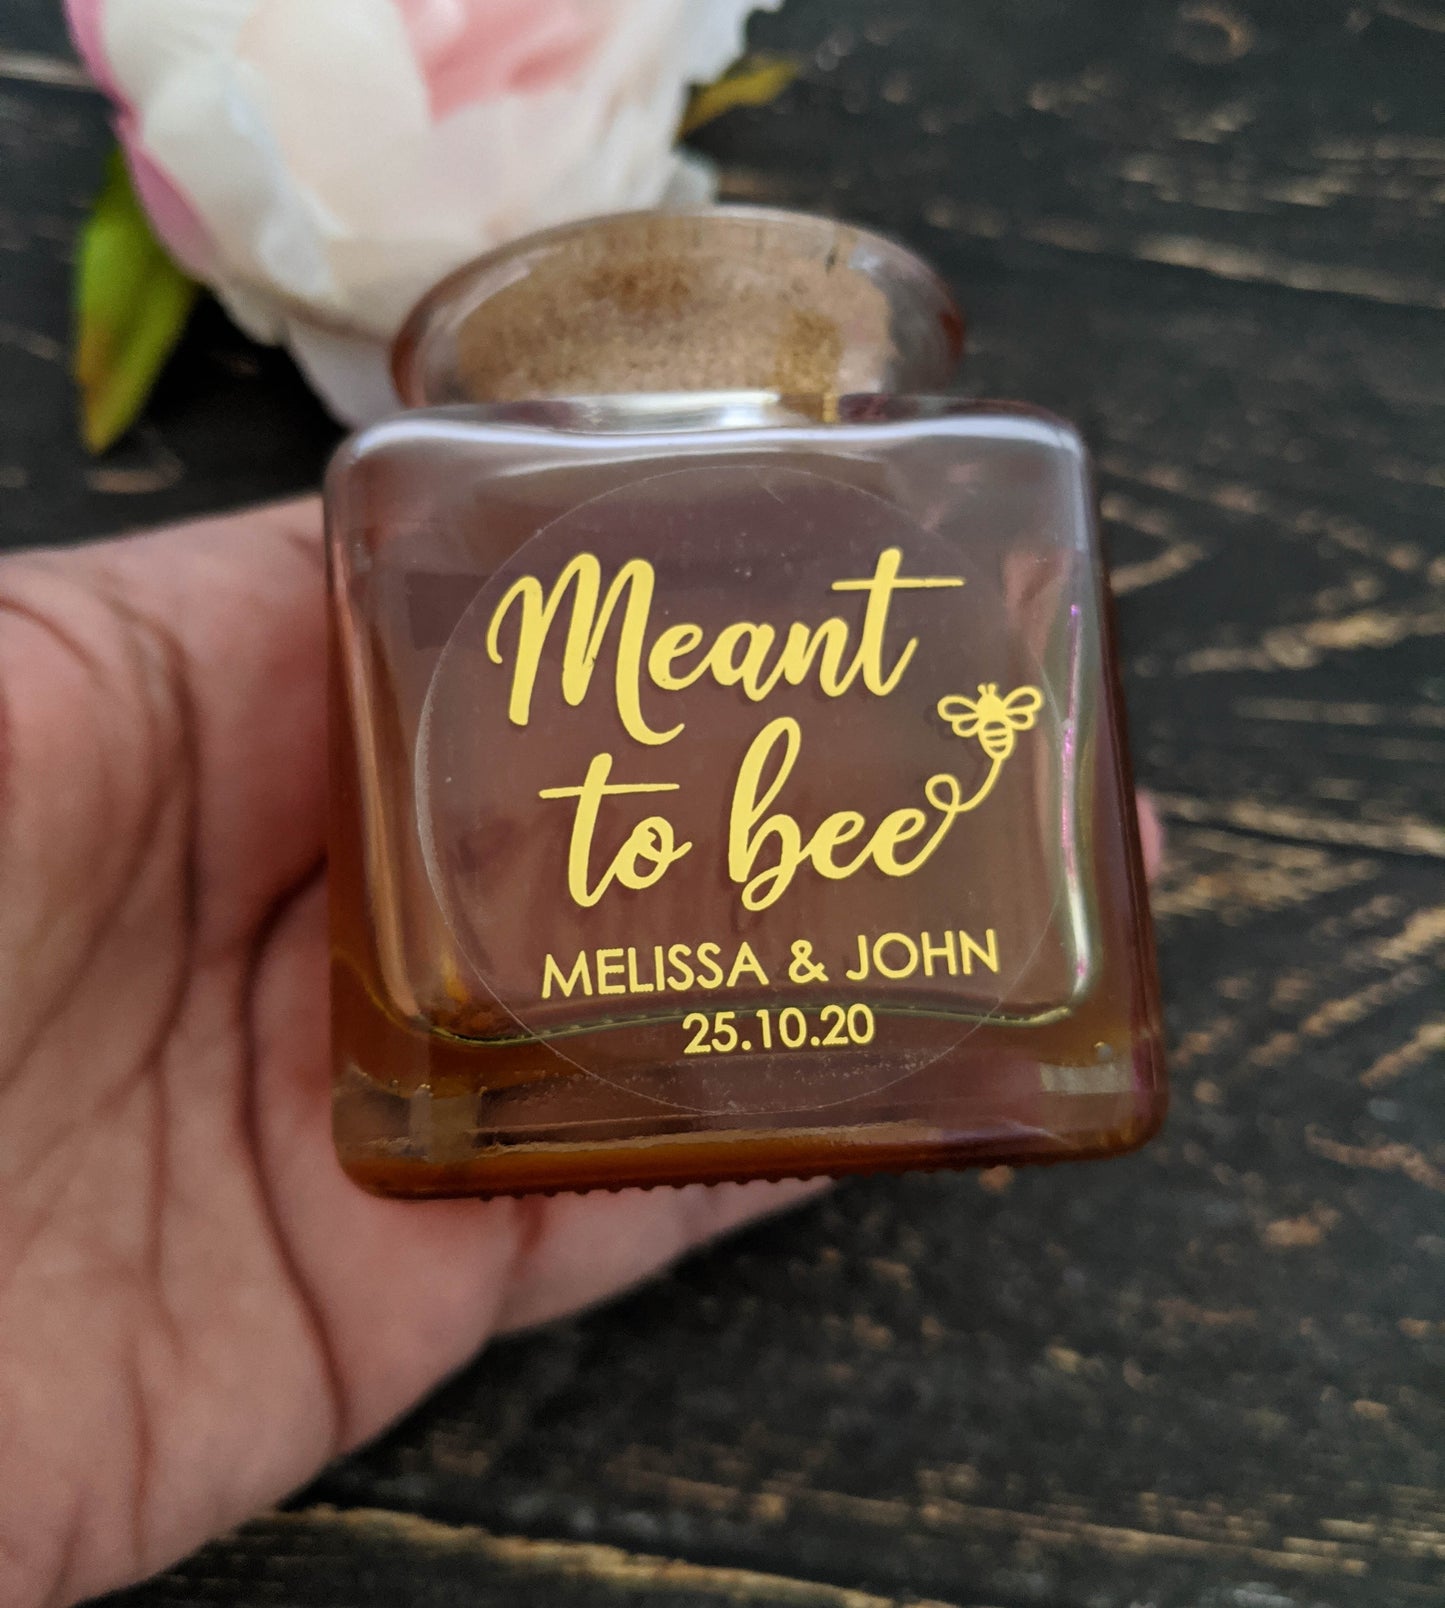 Meant
to bee
MELISSA & JOHN
25.10.20